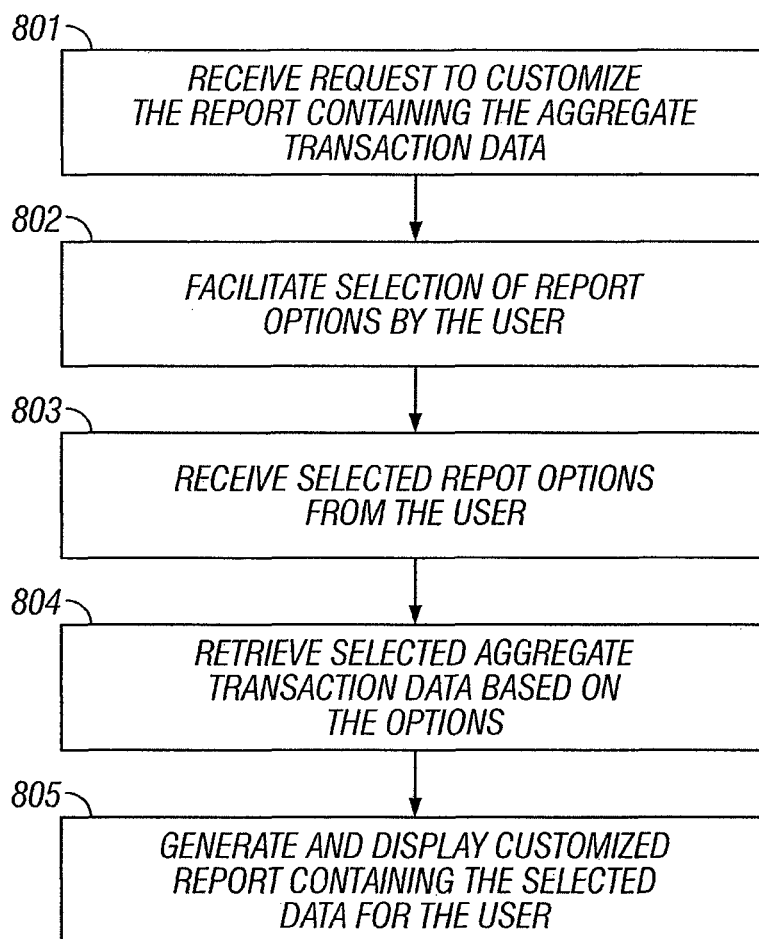 801
RECEIVE REQUEST TO CUSTOMIZE
THE REPORT CONTAINING THE AGGREGATE
TRANSACTION DATA
802
FACILITATE SELECTION OF REPORT
OPTIONS BY THE USER
803
RECEIVE SELECTED REPOT OPTIONS
FROM THE USER
804
RETRIEVE SELECTED AGGREGATE
TRANSACTION DATA BASED ON
THE OPTIONS
805
GENERATE AND DISPLAY CUSTOMIZED
REPORT CONTAINING THE SELECTED
DATA FOR THE USER